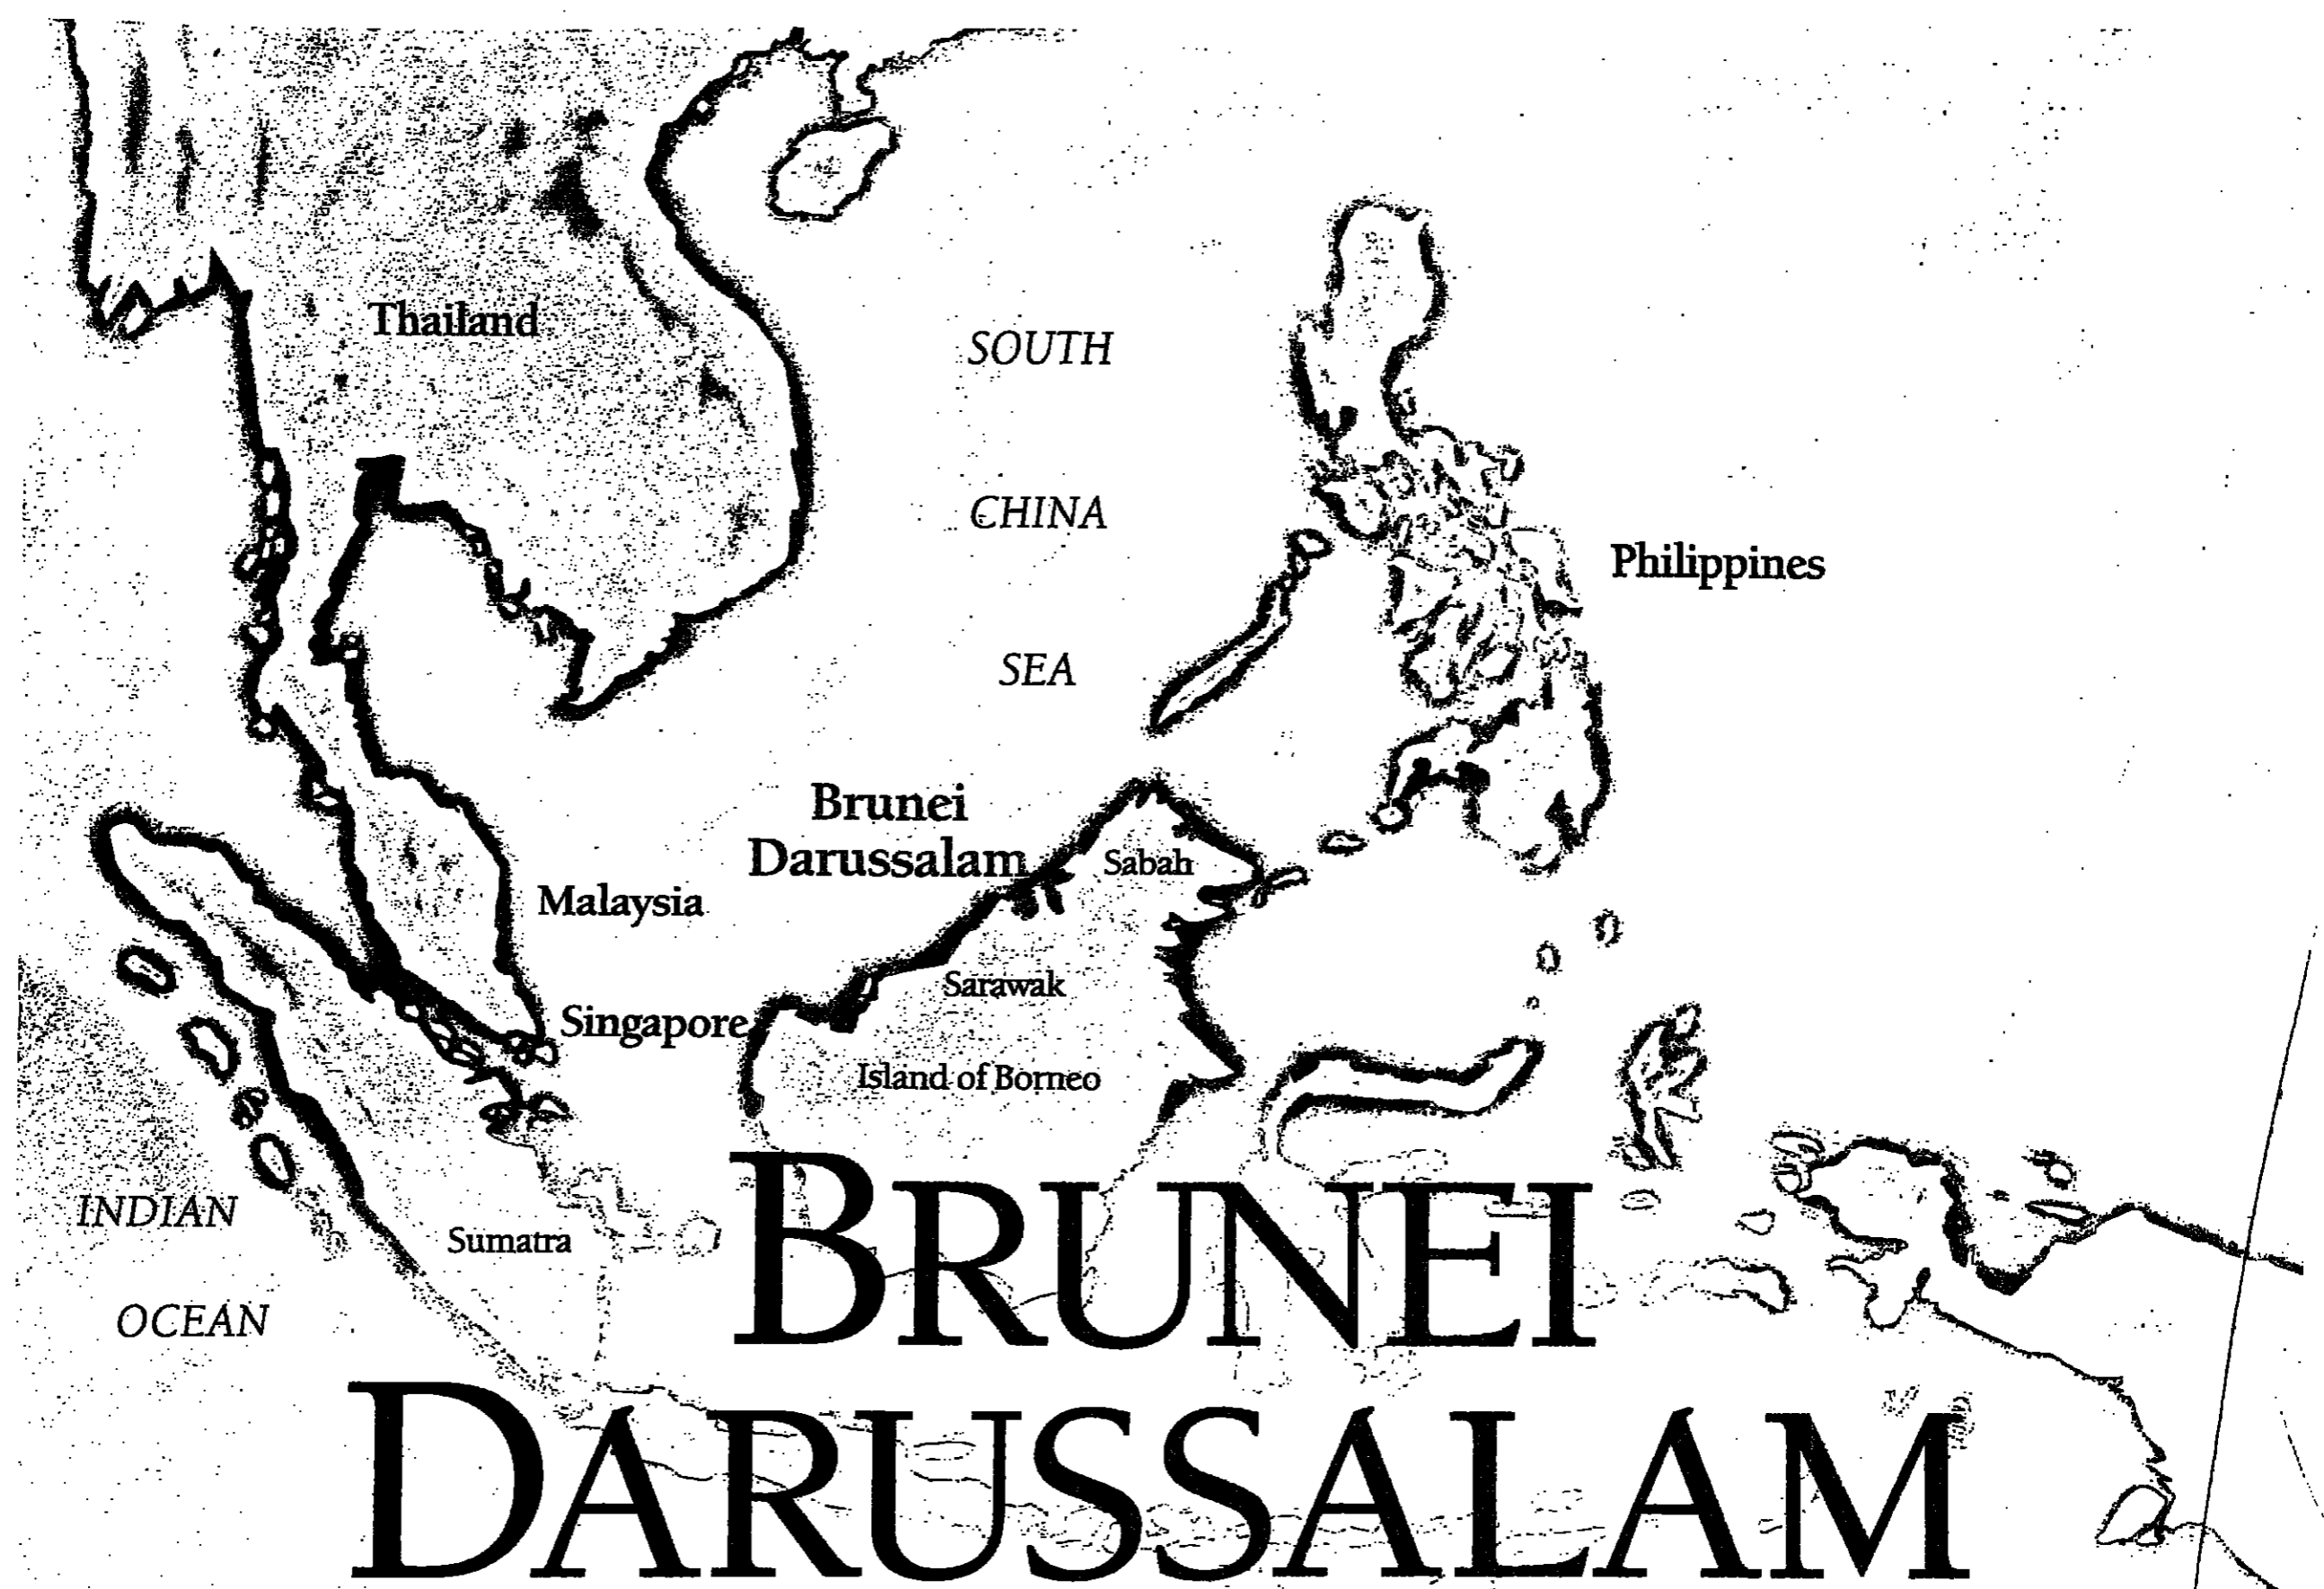 Thailand
SOUTH
CHINA
SEA
Philippines
Brunei
Darussalam
Sabah
Malaysia
Sarawak
Singapore
Island of Borneo
INDIAN
OCEAN
Sumatra
BRUNEI
DARUSSALAM